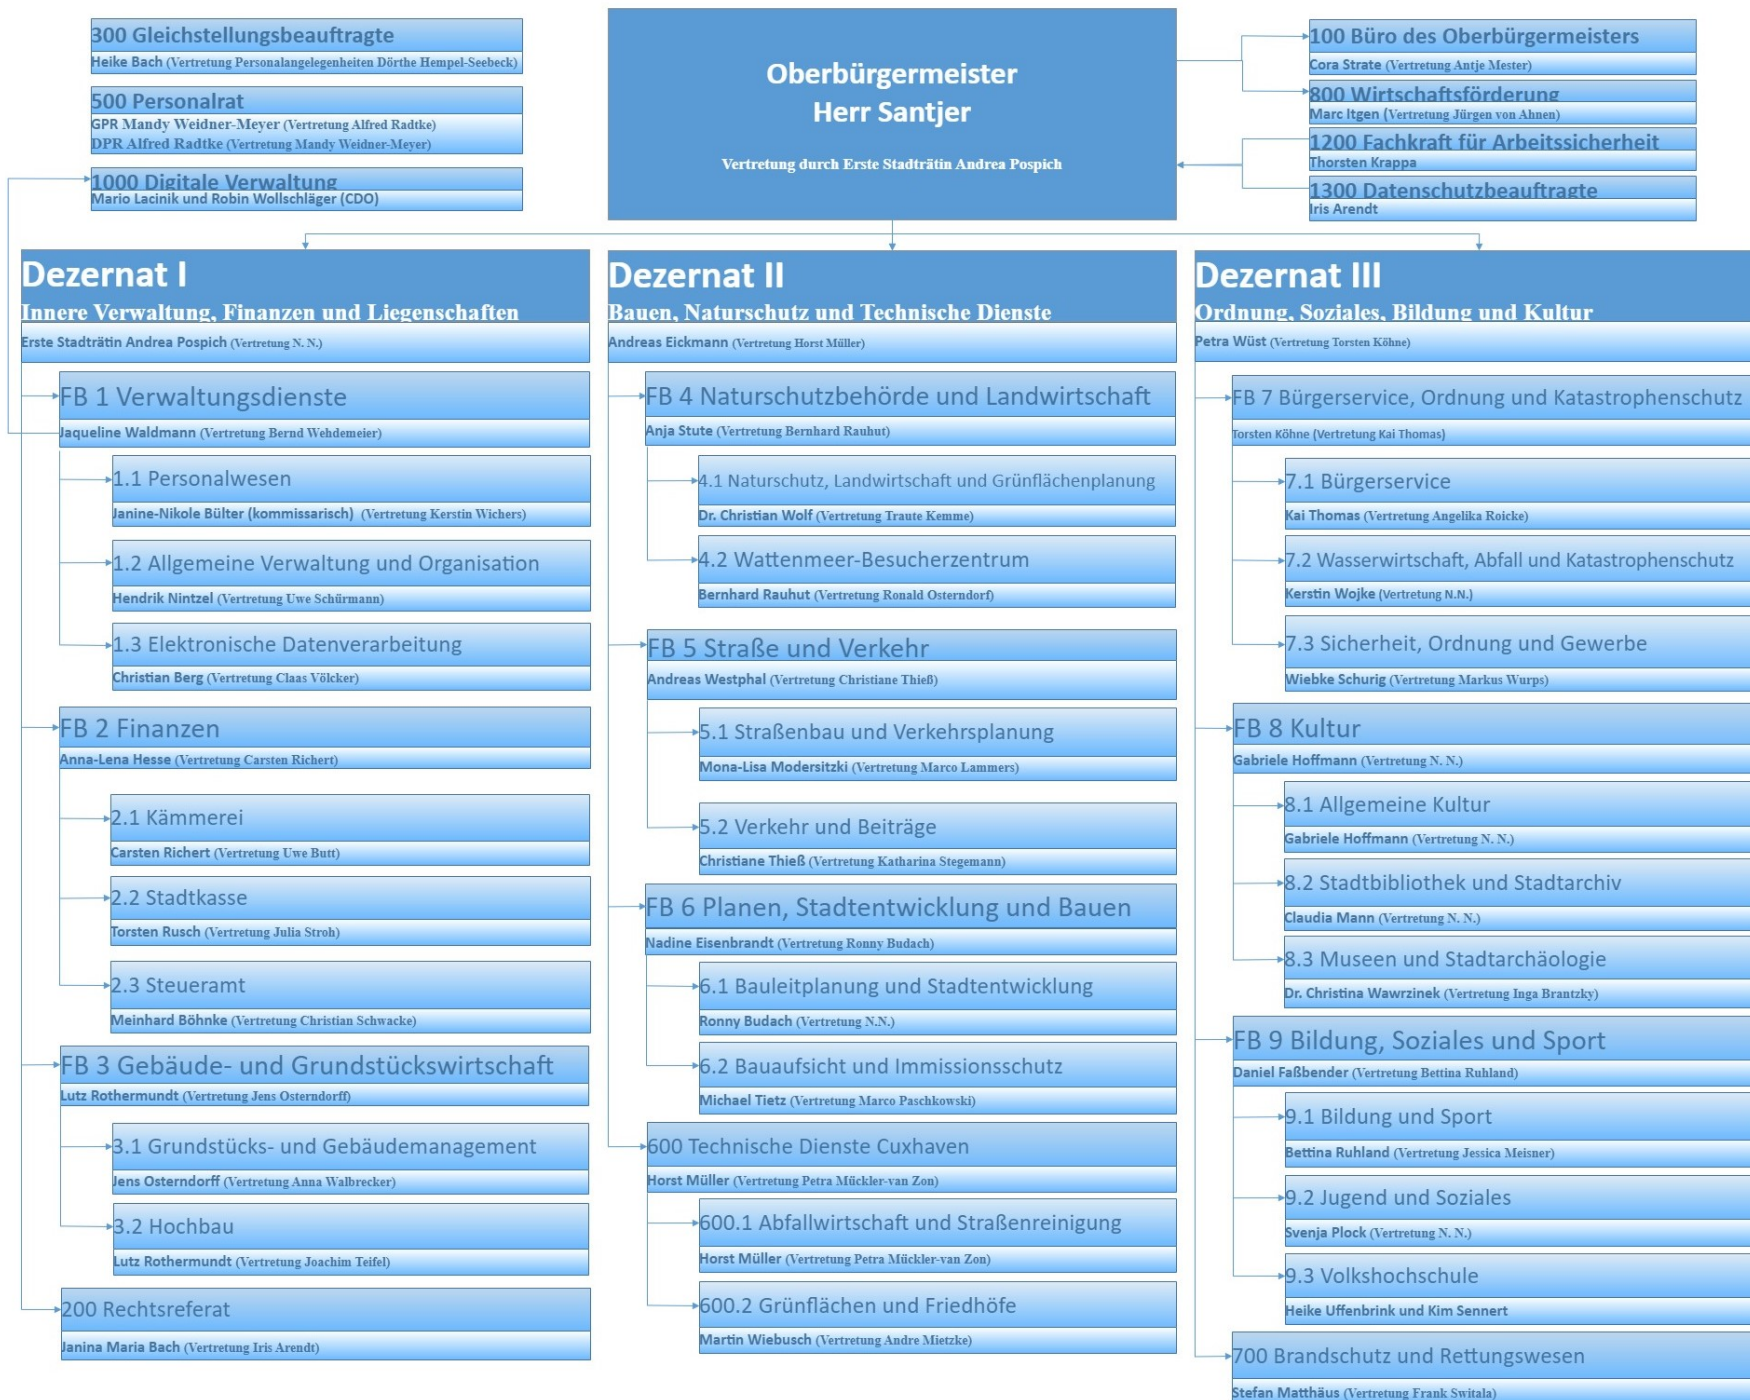 300 Gleichstellungsbeauftragte
Heike Bach (Vertretung Personalangelegenheiten Dörthe Hempel-Seebeck)
500 Personalrat
GPR Mandy Weidner-Meyer (Vertretung Alfred Radtke)
DPR Alfred Radtke (Vertretung Mandy Weidner-Meyer)
1000 Digitale Verwaltung
Mario Lacinik und Robin Wollschläger (CDO)
Oberbürgermeister
Herr Santjer
Vertretung durch Erste Stadträtin Andrea Pospich
100 Büro des Oberbürgermeisters
Cora Strate (Vertretung Antje Mester)
800 Wirtschaftsförderung
Marc Itgen (Vertretung Jürgen von Ahnen)
1200 Fachkraft für Arbeitssicherheit
Thorsten Krappa
1300 Datenschutzbeauftragte
Iris Arendt
Dezernat I
Innere Verwaltung, Finanzen und Liegenschaften
Erste Stadträtin Andrea Pospich (Vertretung N. N.)
FB 1 Verwaltungsdienste
Jaqueline Waldmann (Vertretung Bernd Wehdemeier)
1.1 Personalwesen
Janine-Nikole Bülter (kommissarisch) (Vertretung Kerstin Wichers)
1.2 Allgemeine Verwaltung und Organisation
Hendrik Nintzel (Vertretung Uwe Schürmann)
1.3 Elektronische Datenverarbeitung
Christian Berg (Vertretung Claas Völcker)
FB 2 Finanzen
Anna-Lena Hesse (Vertretung Carsten Richert)
2.1 Kämmerei
Carsten Richert (Vertretung Uwe Butt)
2.2 Stadtkasse
Torsten Rusch (Vertretung Julia Stroh)
2.3 Steueramt
Meinhard Böhnke (Vertretung Christian Schwacke)
FB 3 Gebäude- und Grundstückswirtschaft
Lutz Rothermundt (Vertretung Jens Osterndorff)
3.1 Grundstücks- und Gebäudemanagement
Jens Osterndorff (Vertretung Anna Walbrecker)
3.2 Hochbau
Lutz Rothermundt (Vertretung Joachim Teifel)
200 Rechtsreferat
Janina Maria Bach (Vertretung Iris Arendt)
Dezernat II
Bauen, Naturschutz und Technische Dienste
Andreas Eickmann (Vertretung Horst Müller)
FB 4 Naturschutzbehörde und Landwirtschaft
Anja Stute (Vertretung Bernhard Rauhut)
4.1 Naturschutz, Landwirtschaft und Grünflächenplanung
Dr. Christian Wolf (Vertretung Traute Kemme)
4.2 Wattenmeer-Besucherzentrum
Bernhard Rauhut (Vertretung Ronald Osterndorf)
FB 5 Straße und Verkehr
Andreas Westphal (Vertretung Christiane Thieß)
5.1 Straßenbau und Verkehrsplanung
Mona-Lisa Modersitzki (Vertretung Marco Lammers)
5.2 Verkehr und Beiträge
Christiane Thieß (Vertretung Katharina Stegemann)
FB 6 Planen, Stadtentwicklung und Bauen
Nadine Eisenbrandt (Vertretung Ronny Budach)
6.1 Bauleitplanung und Stadtentwicklung
Ronny Budach (Vertretung N.N.)
6.2 Bauaufsicht und Immissionsschutz
Michael Tietz (Vertretung Marco Paschkowski)
600 Technische Dienste Cuxhaven
Horst Müller (Vertretung Petra Mückler-van Zon)
600.1 Abfallwirtschaft und Straßenreinigung
Horst Müller (Vertretung Petra Mückler-van Zon)
600.2 Grünflächen und Friedhöfe
Martin Wiebusch (Vertretung Andre Mietzke)
Dezernat III
Ordnung, Soziales, Bildung und Kultur
Petra Wüst (Vertretung Torsten Köhne)
FB 7 Bürgerservice, Ordnung und Katastrophenschutz
Torsten Köhne (Vertretung Kai Thomas)
7.1 Bürgerservice
Kai Thomas (Vertretung Angelika Roicke)
7.2 Wasserwirtschaft, Abfall und Katastrophenschutz
Kerstin Wojke (Vertretung N.N.)
7.3 Sicherheit, Ordnung und Gewerbe
Wiebke Schurig (Vertretung Markus Wurps)
FB 8 Kultur
Gabriele Hoffmann (Vertretung N. N.)
8.1 Allgemeine Kultur
Gabriele Hoffmann (Vertretung N. N.)
8.2 Stadtbibliothek und Stadtarchiv
Claudia Mann (Vertretung N. N.)
8.3 Museen und Stadtarchäologie
Dr. Christina Wawrzinek (Vertretung Inga Brantzky)
FB 9 Bildung, Soziales und Sport
Daniel Faßbender (Vertretung Bettina Ruhland)
9.1 Bildung und Sport
Bettina Ruhland (Vertretung Jessica Meisner)
9.2 Jugend und Soziales
Svenja Plock (Vertretung N. N.)
9.3 Volkshochschule
Heike Uffenbrink und Kim Sennert
700 Brandschutz und Rettungswesen
Stefan Matthäus (Vertretung Frank Switala)